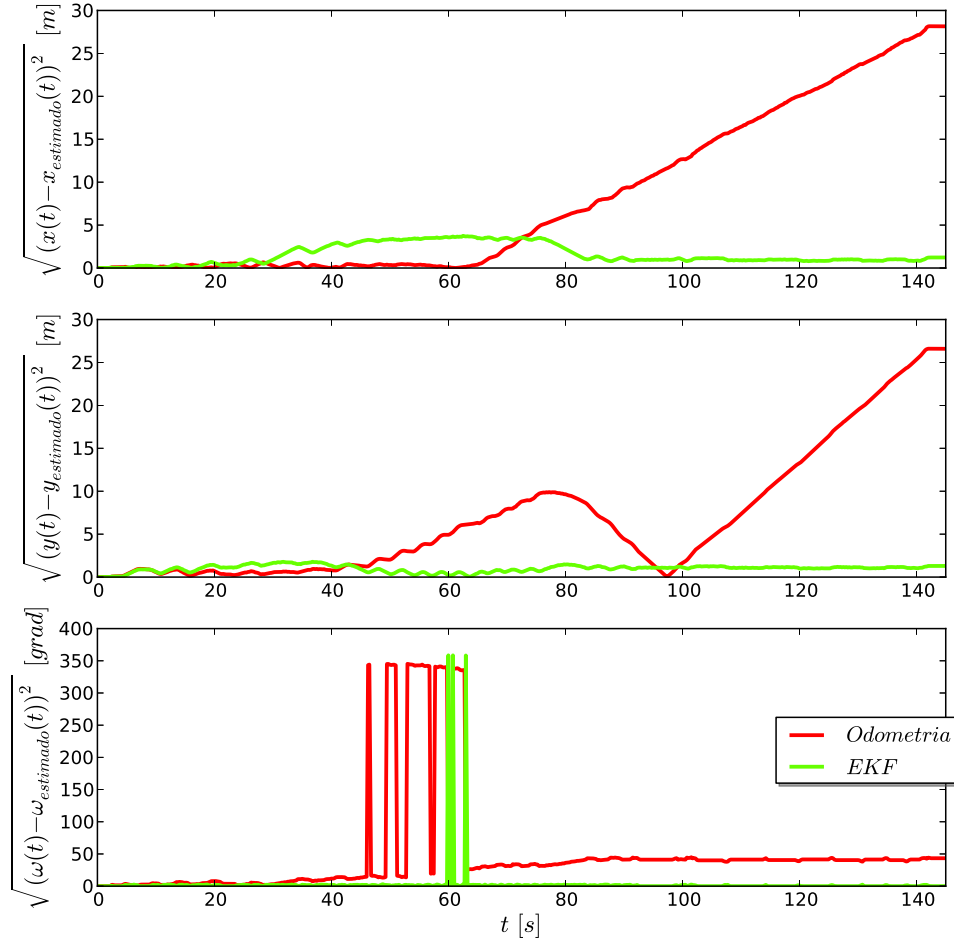 √(x(t)−x_estimado(t))² [m]
30
25
20
15
10
5
0
0 20 40 60 80 100 120 140
√(y(t)−y_estimado(t))² [m]
30
25
20
15
10
5
0
0 20 40 60 80 100 120 140
√(ω(t)−ω_estimado(t))² [grad]
400
350
300
250
200
150
100
50
0
Odometria
EKF
0 20 40 60 80 100 120 140
t [s]